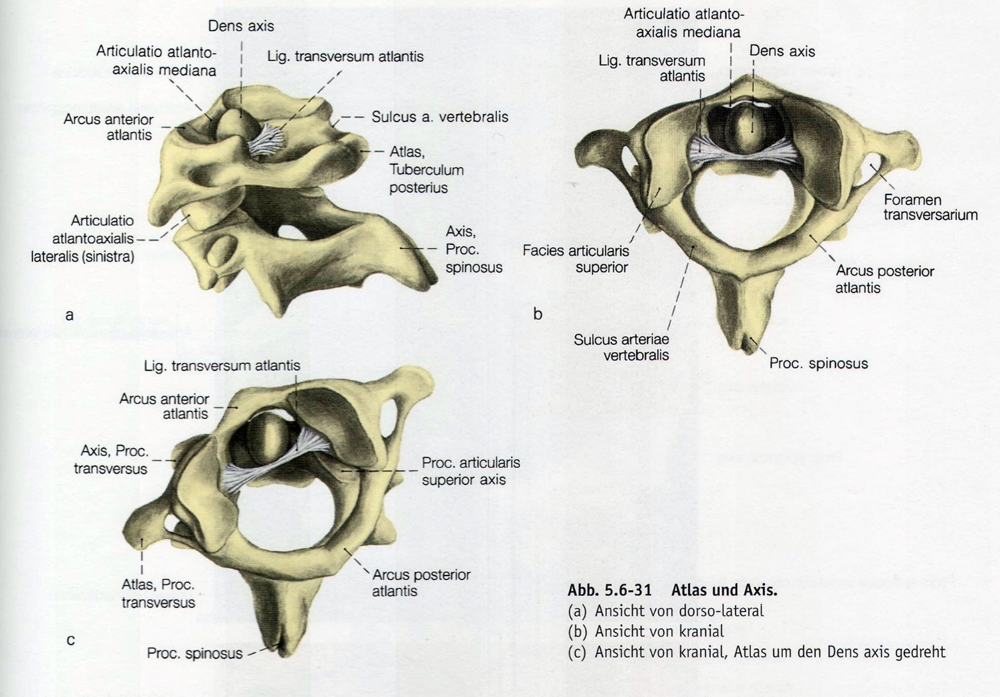 Dens axis
Articulatio atlanto-
axialis mediana
Lig. transversum atlantis
Arcus anterior
atlantis
Sulcus a. vertebralis
Atlas,
Tuberculum
posterius
Articulatio
atlantoaxialis
lateralis (sinistra)
Axis,
Proc.
spinosus
a
Articulatio atlanto-
axialis mediana
Dens axis
Lig. transversum
atlantis
Foramen
transversarium
Facies articularis
superior
Arcus posterior
atlantis
Sulcus arteriae
vertebralis
Proc. spinosus
b
Lig. transversum atlantis
Arcus anterior
atlantis
Axis, Proc.
transversus
Proc. articularis
superior axis
Atlas, Proc.
transversus
Arcus posterior
atlantis
Proc. spinosus
c
Abb. 5.6-31 Atlas und Axis.
(a) Ansicht von dorso-lateral
(b) Ansicht von kranial
(c) Ansicht von kranial, Atlas um den Dens axis gedreht